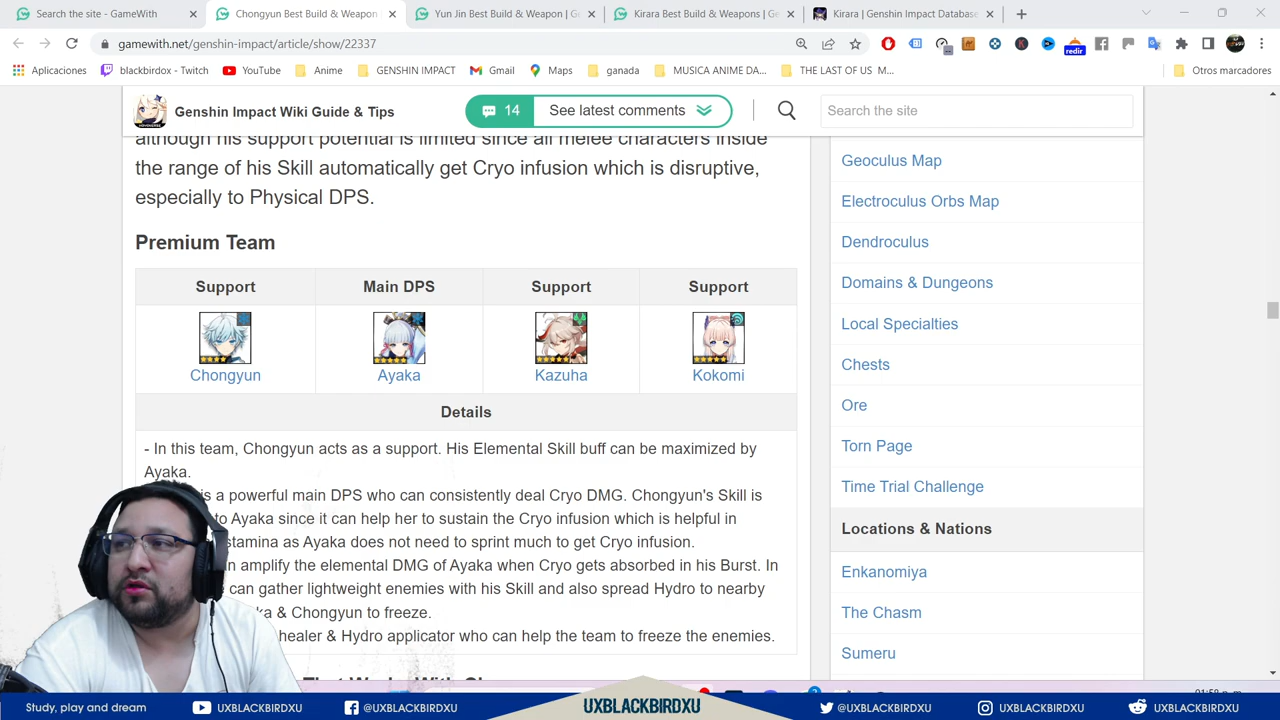 Search the site - GameWith
Chongyun Best Build & Weapon |
Yun Jin Best Build & Weapon | G
Kirara Best Build & Weapons | Ge
Kirara | Genshin Impact Database
gamewith.net/genshin-impact/article/show/22337
redir
Aplicaciones
blackbirdox - Twitch
YouTube
Anime
GENSHIN IMPACT
Gmail
Maps
ganada
MUSICA ANIME DA...
THE LAST OF US M...
Otros marcadores
Genshin Impact Wiki Guide & Tips
14
See latest comments
Search the site
although his support potential is limited since all melee characters inside
the range of his Skill automatically get Cryo infusion which is disruptive,
especially to Physical DPS.
Premium Team
Support
Main DPS
Support
Support
Chongyun
Ayaka
Kazuha
Kokomi
Details
- In this team, Chongyun acts as a support. His Elemental Skill buff can be maximized by
Ayaka.
is a powerful main DPS who can consistently deal Cryo DMG. Chongyun's Skill is
to Ayaka since it can help her to sustain the Cryo infusion which is helpful in
stamina as Ayaka does not need to sprint much to get Cryo infusion.
amplify the elemental DMG of Ayaka when Cryo gets absorbed in his Burst. In
can gather lightweight enemies with his Skill and also spread Hydro to nearby
& Chongyun to freeze.
healer & Hydro applicator who can help the team to freeze the enemies.
Geoculus Map
Electroculus Orbs Map
Dendroculus
Domains & Dungeons
Local Specialties
Chests
Ore
Torn Page
Time Trial Challenge
Locations & Nations
Enkanomiya
The Chasm
Sumeru
Study, play and dream
UXBLACKBIRDXU
@UXBLACKBIRDXU
UXBLACKBIRDXU
@UXBLACKBIRDXU
UXBLACKBIRDXU
UXBLACKBIRDXU